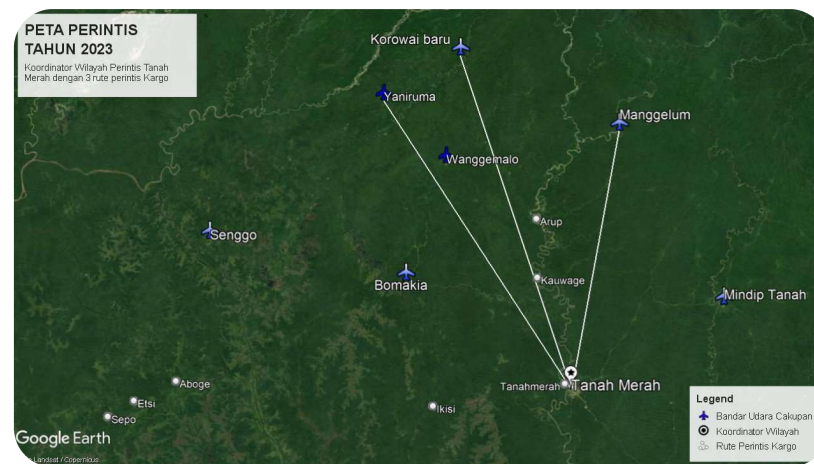 PETA PERINTIS
TAHUN 2023
Koordinator Wilayah Perintis Tanah
Merah dengan 3 rute perintis Kargo
Korowai baru
Yaniruma
Manggelum
Wanggemalo
Arup
Senggo
Kauwage
Bomakia
Mindip Tanah
Aboge
Tanahmerah
Tanah Merah
Etsi
Ikisi
Sepo
Legend
Bandar Udara Cakupan
Koordinator Wilayah
Rute Perintis Kargo
Google Earth
Landsat / Copernicus